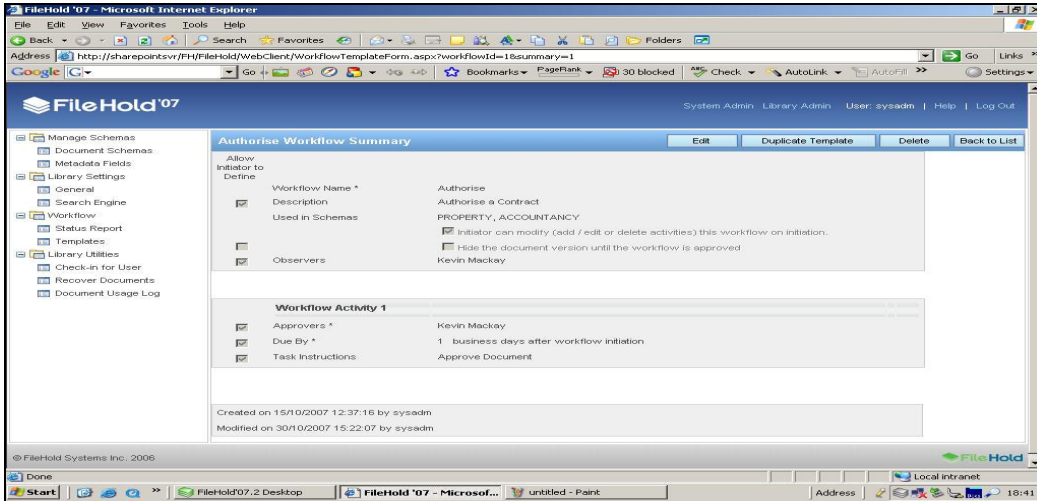 FileHold '07 - Microsoft Internet Explorer
File Edit View Favorites Tools Help
Back Search Favorites Folders
Address http://sharepointsvr/FH/FileHold/WebClient/WorkflowTemplateForm.aspx?workflowId=1&summary=1 Go Links »
Google G Go Bookmarks PageRank 30 blocked Check AutoLink AutoFill » Settings
FileHold'07 System Admin Library Admin User: sysadm | Help | Log Out
Manage Schemas
Document Schemas
Metadata Fields
Library Settings
General
Search Engine
Workflow
Status Report
Templates
Library Utilities
Check-in for User
Recover Documents
Document Usage Log
Authorise Workflow Summary Edit Duplicate Template Delete Back to List
Allow
Initiator to
Define
Workflow Name * Authorise
Description Authorise a Contract
Used in Schemas PROPERTY, ACCOUNTANCY
Initiator can modify (add / edit or delete activities) this workflow on initiation.
Hide the document version until the workflow is approved
Observers Kevin Mackay
Workflow Activity 1
Approvers * Kevin Mackay
Due By * 1 business days after workflow initiation
Task Instructions Approve Document
Created on 15/10/2007 12:37:16 by sysadm
Modified on 30/10/2007 15:22:07 by sysadm
© FileHold Systems Inc. 2006 FileHold
Done Local intranet
Start » FileHold'07.2 Desktop FileHold '07 - Microsof... untitled - Paint Address 18:41